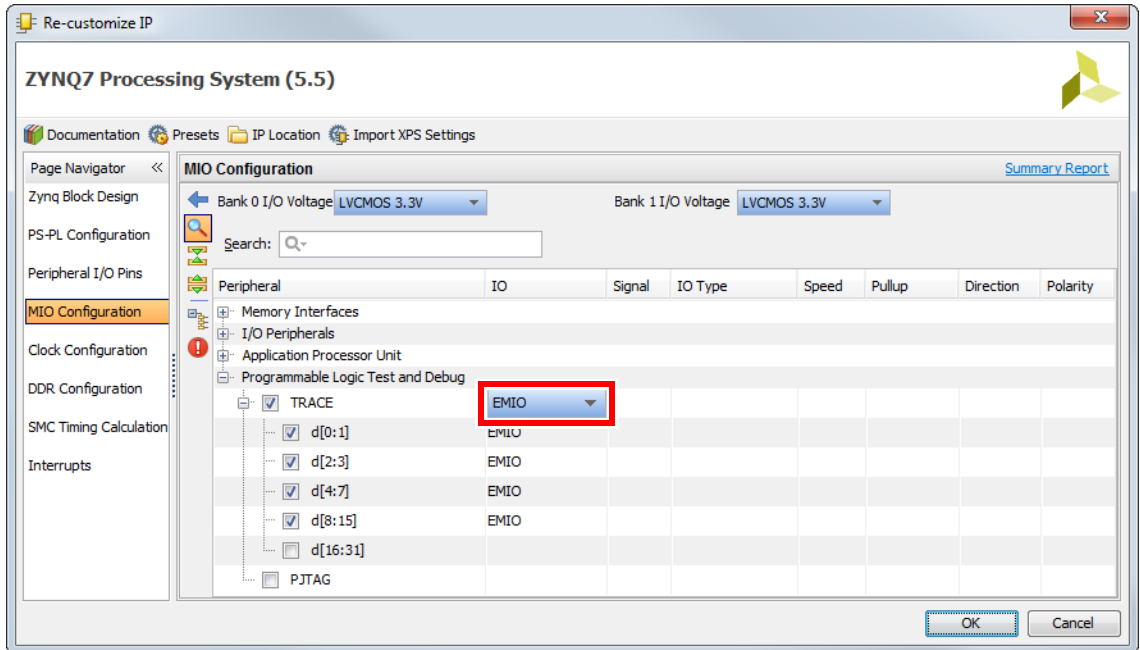 Re-customize IP
ZYNQ7 Processing System (5.5)
Documentation Presets IP Location Import XPS Settings
Page Navigator «
Zynq Block Design
PS-PL Configuration
Peripheral I/O Pins
MIO Configuration
Clock Configuration
DDR Configuration
SMC Timing Calculation
Interrupts
MIO Configuration Summary Report
Bank 0 I/O Voltage LVCMOS 3.3V Bank 1 I/O Voltage LVCMOS 3.3V
Search:
Peripheral IO Signal IO Type Speed Pullup Direction Polarity
Memory Interfaces
I/O Peripherals
Application Processor Unit
Programmable Logic Test and Debug
TRACE EMIO
d[0:1] EMIO
d[2:3] EMIO
d[4:7] EMIO
d[8:15] EMIO
d[16:31]
PJTAG
OK Cancel